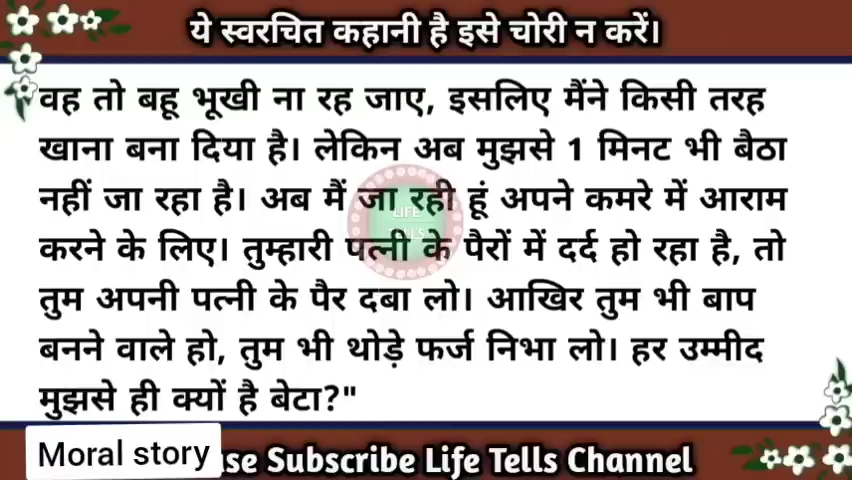 ये स्वरचित कहानी है इसे चोरी न करें।
वह तो बहू भूखी ना रह जाए, इसलिए मैंने किसी तरह
खाना बना दिया है। लेकिन अब मुझसे 1 मिनट भी बैठा
नहीं जा रहा है। अब मैं जा रही हूं अपने कमरे में आराम
LIFE
करने के लिए। तुम्हारी पत्नी के पैरों में दर्द हो रहा है, तो
तुम अपनी पत्नी के पैर दबा लो। आखिर तुम भी बाप
बनने वाले हो, तुम भी थोड़े फर्ज निभा लो। हर उम्मीद
मुझसे ही क्यों है बेटा?"
Moral story
Subscribe Life Tells Channel